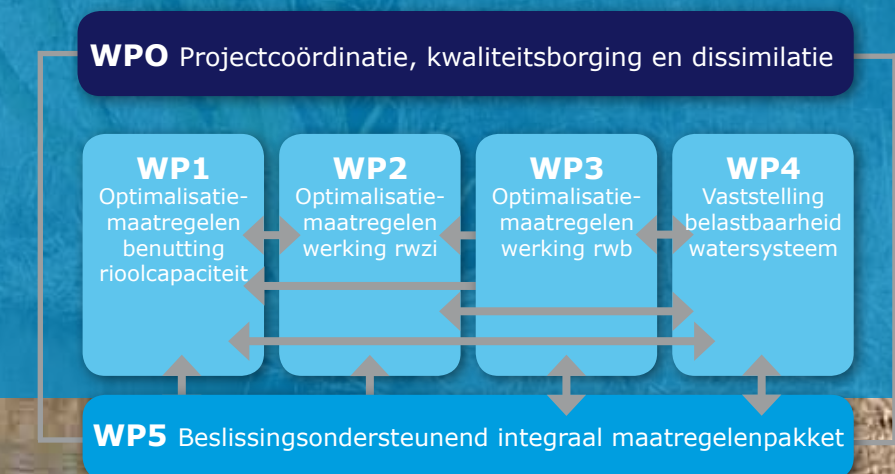 WP0 Projectcoördinatie, kwaliteitsborging en dissimilatie
WP1
Optimalisatie-
maatregelen
benutting
rioolcapaciteit
WP2
Optimalisatie-
maatregelen
werking rwzi
WP3
Optimalisatie-
maatregelen
werking rwb
WP4
Vaststelling
belastbaarheid
watersysteem
WP5 Beslissingsondersteunend integraal maatregelenpakket